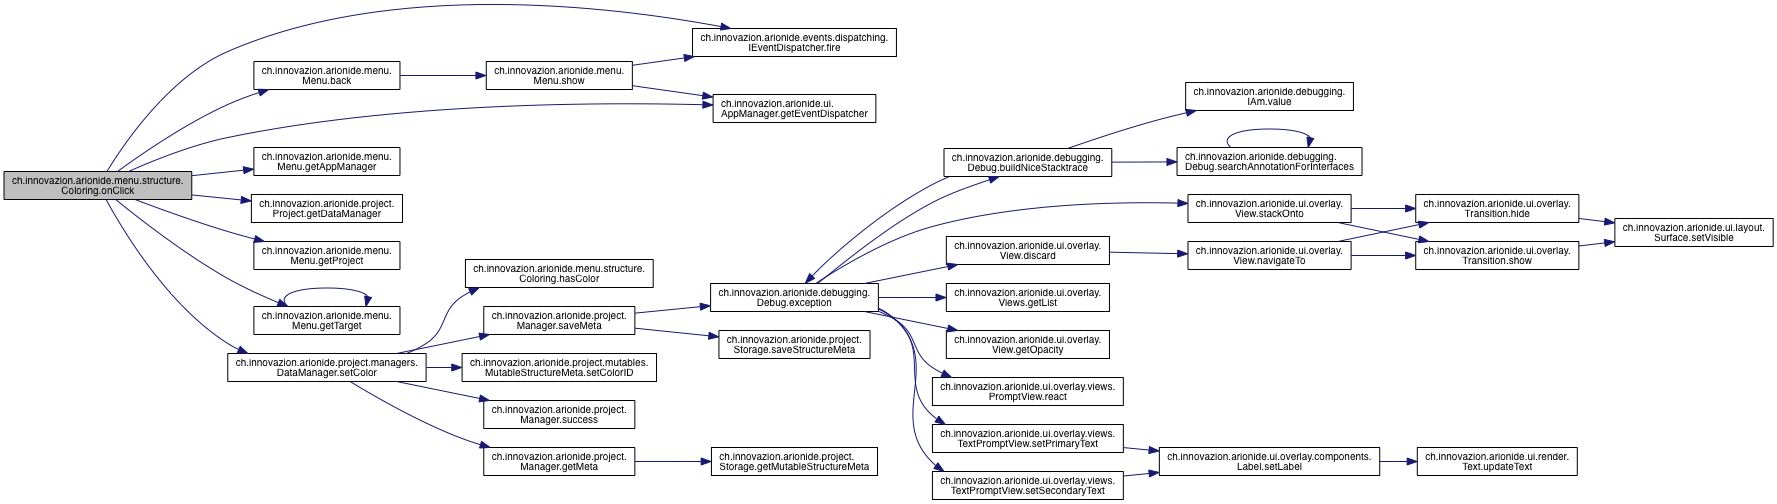 ch.innovazion.arionide.menu.structure.
Coloring.onClick
ch.innovazion.arionide.events.dispatching.
IEventDispatcher.fire
ch.innovazion.arionide.menu.
Menu.back
ch.innovazion.arionide.menu.
Menu.show
ch.innovazion.arionide.ui.
AppManager.getEventDispatcher
ch.innovazion.arionide.menu.
Menu.getAppManager
ch.innovazion.arionide.project.
Project.getDataManager
ch.innovazion.arionide.menu.
Menu.getProject
ch.innovazion.arionide.menu.
Menu.getTarget
ch.innovazion.arionide.project.managers.
DataManager.setColor
ch.innovazion.arionide.menu.structure.
Coloring.hasColor
ch.innovazion.arionide.project.
Manager.saveMeta
ch.innovazion.arionide.project.mutables.
MutableStructureMeta.setColorID
ch.innovazion.arionide.project.
Manager.success
ch.innovazion.arionide.project.
Manager.getMeta
ch.innovazion.arionide.debugging.
Debug.exception
ch.innovazion.arionide.project.
Storage.saveStructureMeta
ch.innovazion.arionide.project.
Storage.getMutableStructureMeta
ch.innovazion.arionide.debugging.
Debug.buildNiceStacktrace
ch.innovazion.arionide.ui.overlay.
View.discard
ch.innovazion.arionide.ui.overlay.
Views.getList
ch.innovazion.arionide.ui.overlay.
View.getOpacity
ch.innovazion.arionide.ui.overlay.views.
PromptView.react
ch.innovazion.arionide.ui.overlay.views.
TextPromptView.setPrimaryText
ch.innovazion.arionide.ui.overlay.views.
TextPromptView.setSecondaryText
ch.innovazion.arionide.debugging.
IAm.value
ch.innovazion.arionide.debugging.
Debug.searchAnnotationForInterfaces
ch.innovazion.arionide.ui.overlay.
View.stackOnto
ch.innovazion.arionide.ui.overlay.
View.navigateTo
ch.innovazion.arionide.ui.overlay.components.
Label.setLabel
ch.innovazion.arionide.ui.overlay.
Transition.hide
ch.innovazion.arionide.ui.overlay.
Transition.show
ch.innovazion.arionide.ui.render.
Text.updateText
ch.innovazion.arionide.ui.layout.
Surface.setVisible